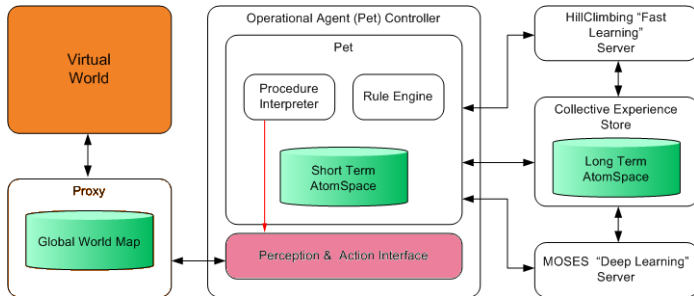 Virtual
World
Proxy
Global World Map
Operational Agent (Pet) Controller
Pet
Procedure
Interpreter
Rule Engine
Short Term
AtomSpace
Perception & Action Interface
HillClimbing “Fast
Learning”
Server
Collective Experience
Store
Long Term
AtomSpace
MOSES “Deep Learning”
Server